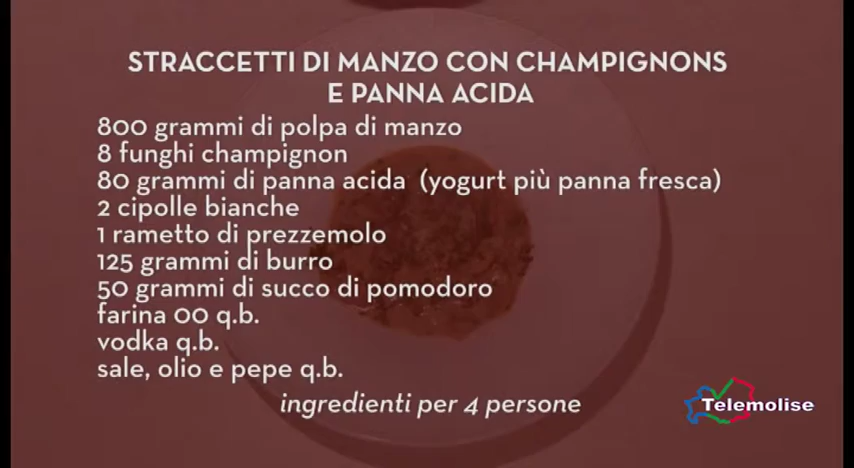 STRACCETTI DI MANZO CON CHAMPIGNONS
E PANNA ACIDA
800 grammi di polpa di manzo
8 funghi champignon
80 grammi di panna acida (yogurt più panna fresca)
2 cipolle bianche
1 rametto di prezzemolo
125 grammi di burro
50 grammi di succo di pomodoro
farina 00 q.b.
vodka q.b.
sale, olio e pepe q.b.
ingredienti per 4 persone
Telemolise